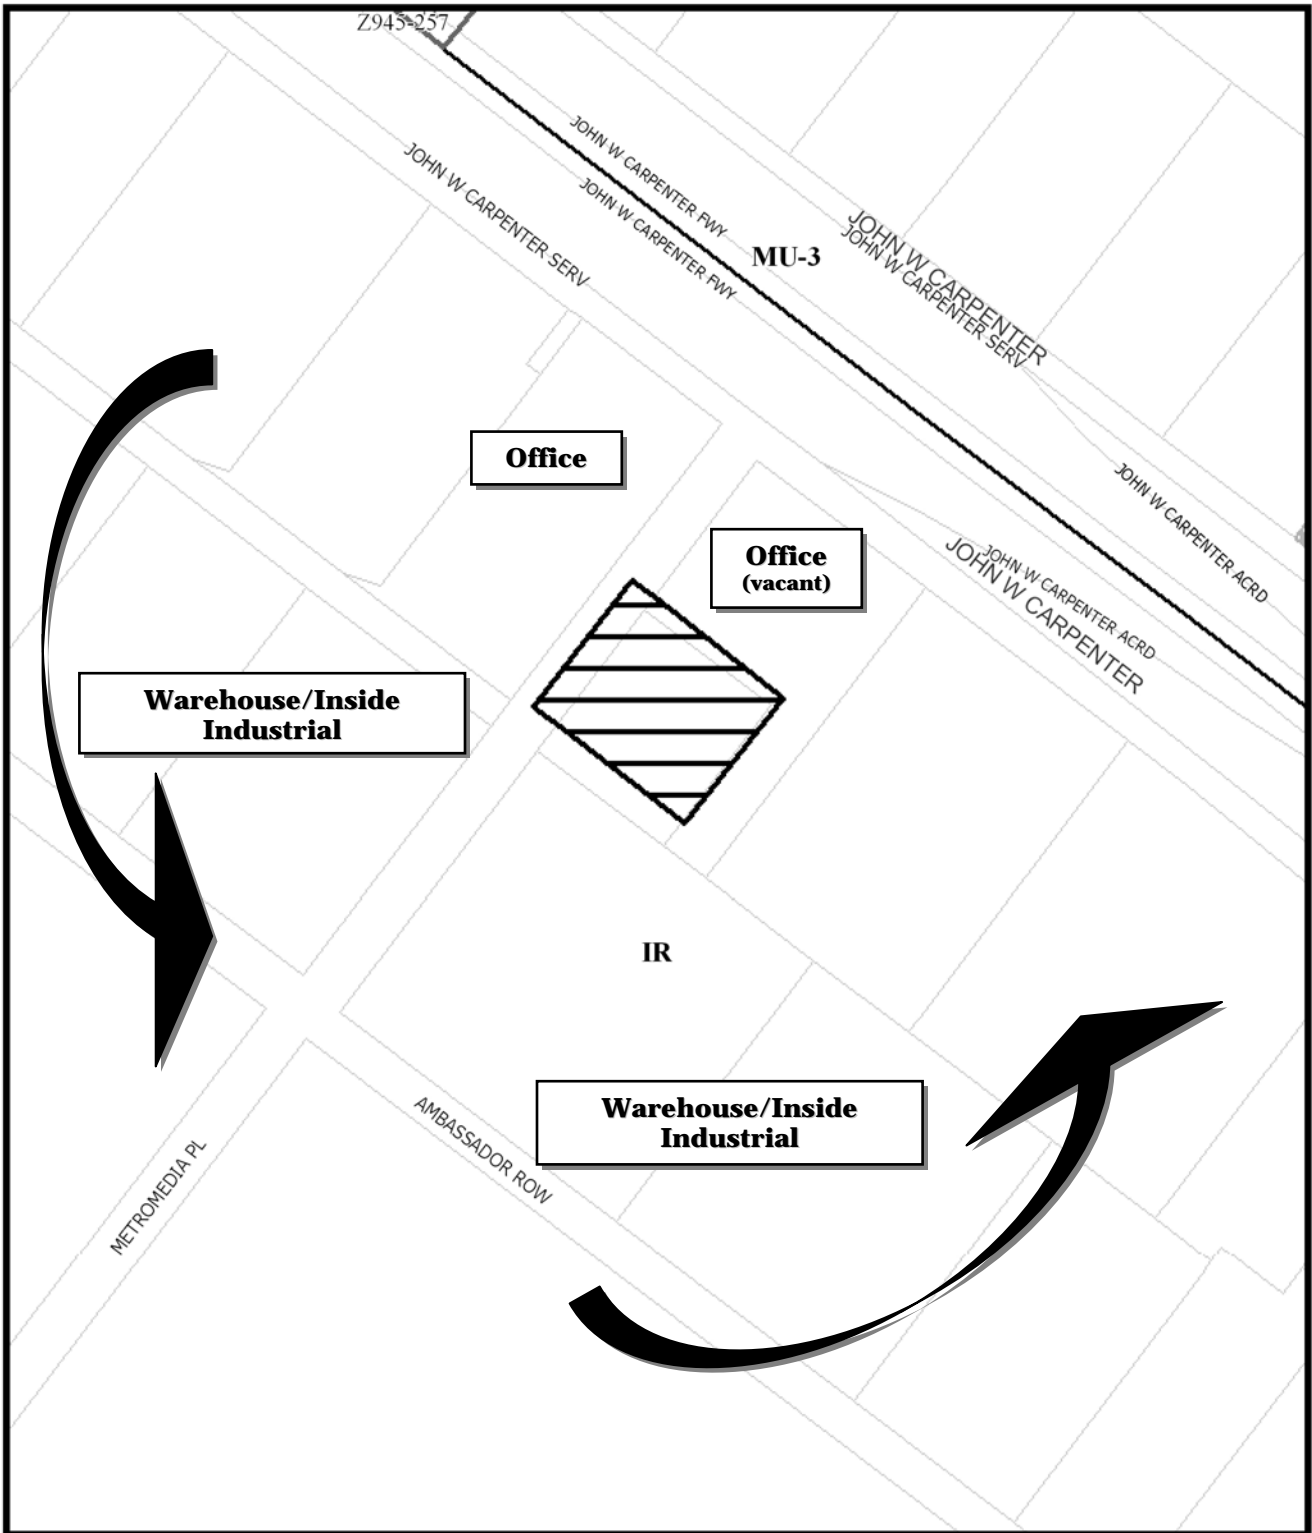 Z945-257
JOHN W CARPENTER FWY
JOHN W CARPENTER SERV
JOHN W CARPENTER FWY
JOHN W CARPENTER
JOHN W CARPENTER SERV
MU-3
Office
JOHN W CARPENTER ACRD
Office
(vacant)
JOHN W CARPENTER ACRD
JOHN W CARPENTER
Warehouse/Inside
Industrial
IR
Warehouse/Inside
Industrial
AMBASSADOR ROW
METROMEDIA PL